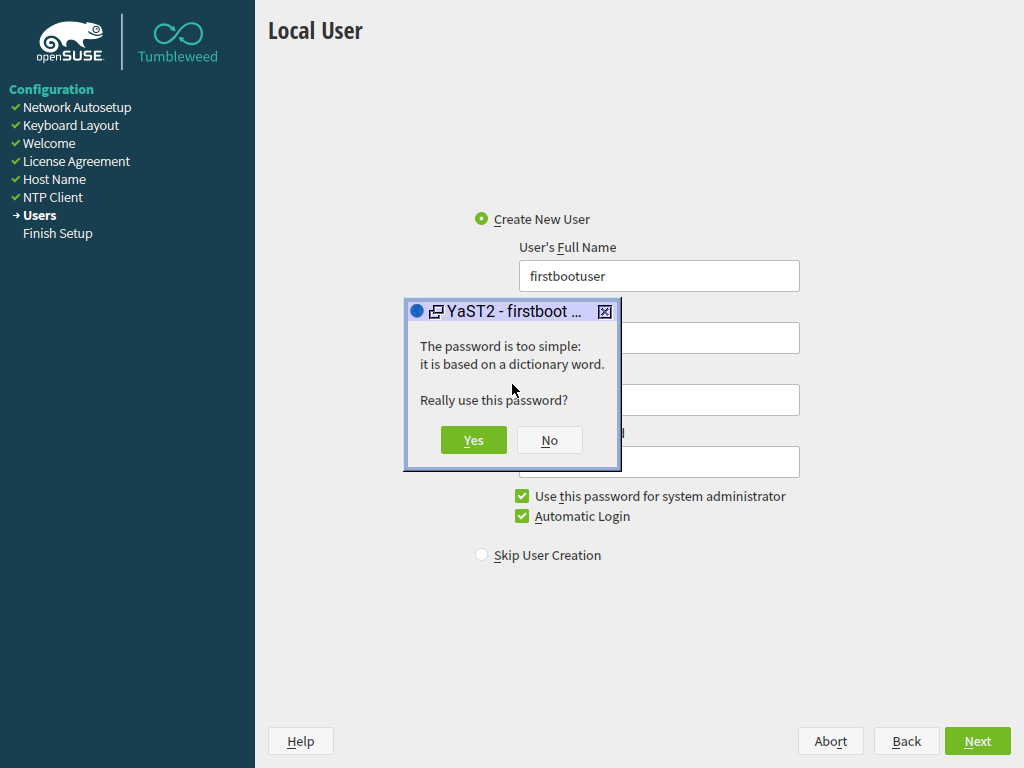 openSUSE
Tumbleweed
Configuration
Network Autosetup
Keyboard Layout
Welcome
License Agreement
Host Name
NTP Client
Users
Finish Setup
Local User
Create New User
User's Full Name
firstbootuser
YaST2 - firstboot ...
The password is too simple:
it is based on a dictionary word.
Really use this password?
Yes No
Use this password for system administrator
Automatic Login
Skip User Creation
Help Abort Back Next